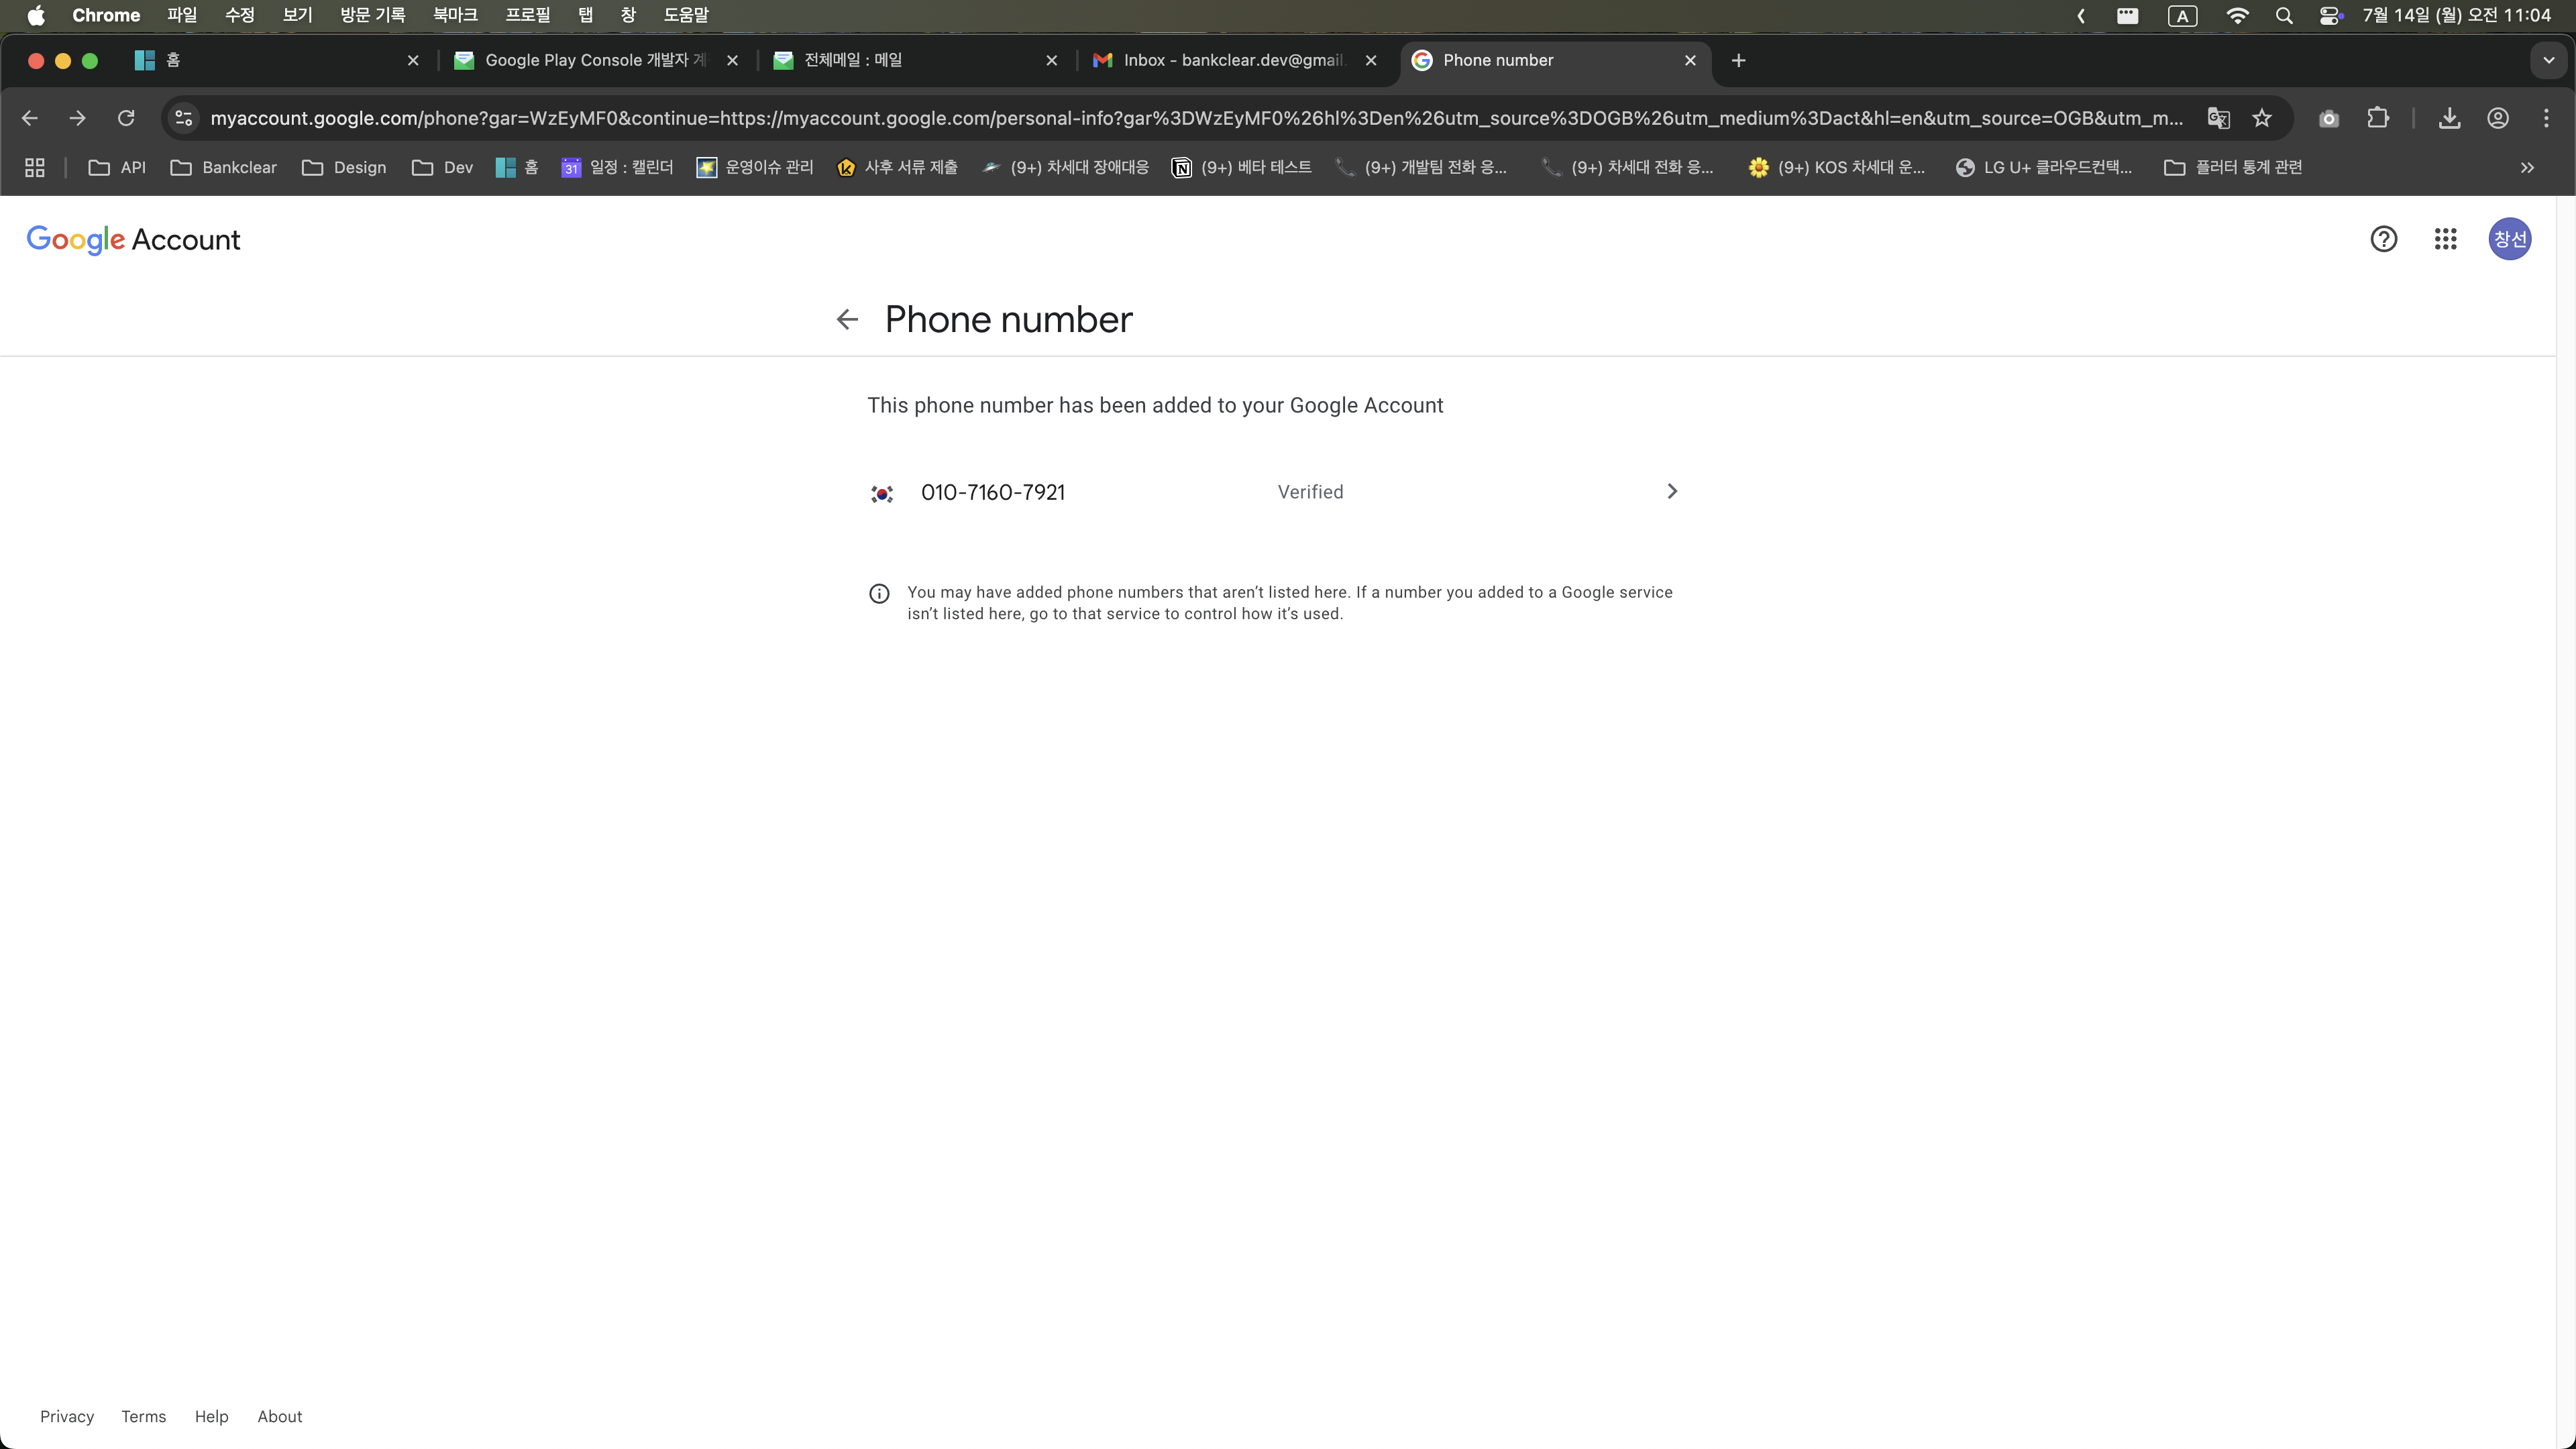 Chrome 파일 수정 보기 방문 기록 북마크 프로필 탭 창 도움말 A 7월 14일 (월) 오전 11:04
홈 Google Play Console 개발자 계 전체메일 : 메일 Inbox - bankclear.dev@gmail. Phone number
myaccount.google.com/phone?gar=WzEyMF0&continue=https://myaccount.google.com/personal-info?gar%3DWzEyMF0%26hl%3Den%26utm_source%3DOGB%26utm_medium%3Dact&hl=en&utm_source=OGB&utm_m...
API Bankclear Design Dev 홈 31 일정 : 캘린더 운영이슈 관리 k 사후 서류 제출 (9+) 차세대 장애대응 (9+) 베타 테스트 (9+) 개발팀 전화 응... (9+) 차세대 전화 응... (9+) KOS 차세대 운... LG U+ 클라우드컨택... 플러터 통계 관련
Google Account 창선
Phone number
This phone number has been added to your Google Account
010-7160-7921 Verified
You may have added phone numbers that aren’t listed here. If a number you added to a Google service
isn’t listed here, go to that service to control how it’s used.
Privacy Terms Help About